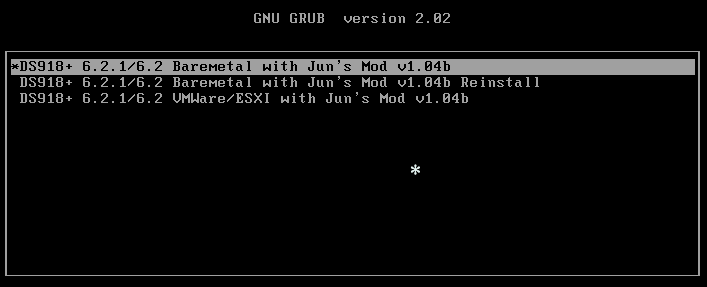 GNU GRUB version 2.02
*DS918+ 6.2.1/6.2 Baremetal with Jun's Mod v1.04b
DS918+ 6.2.1/6.2 Baremetal with Jun's Mod v1.04b Reinstall
DS918+ 6.2.1/6.2 VMWare/ESXI with Jun's Mod v1.04b
*